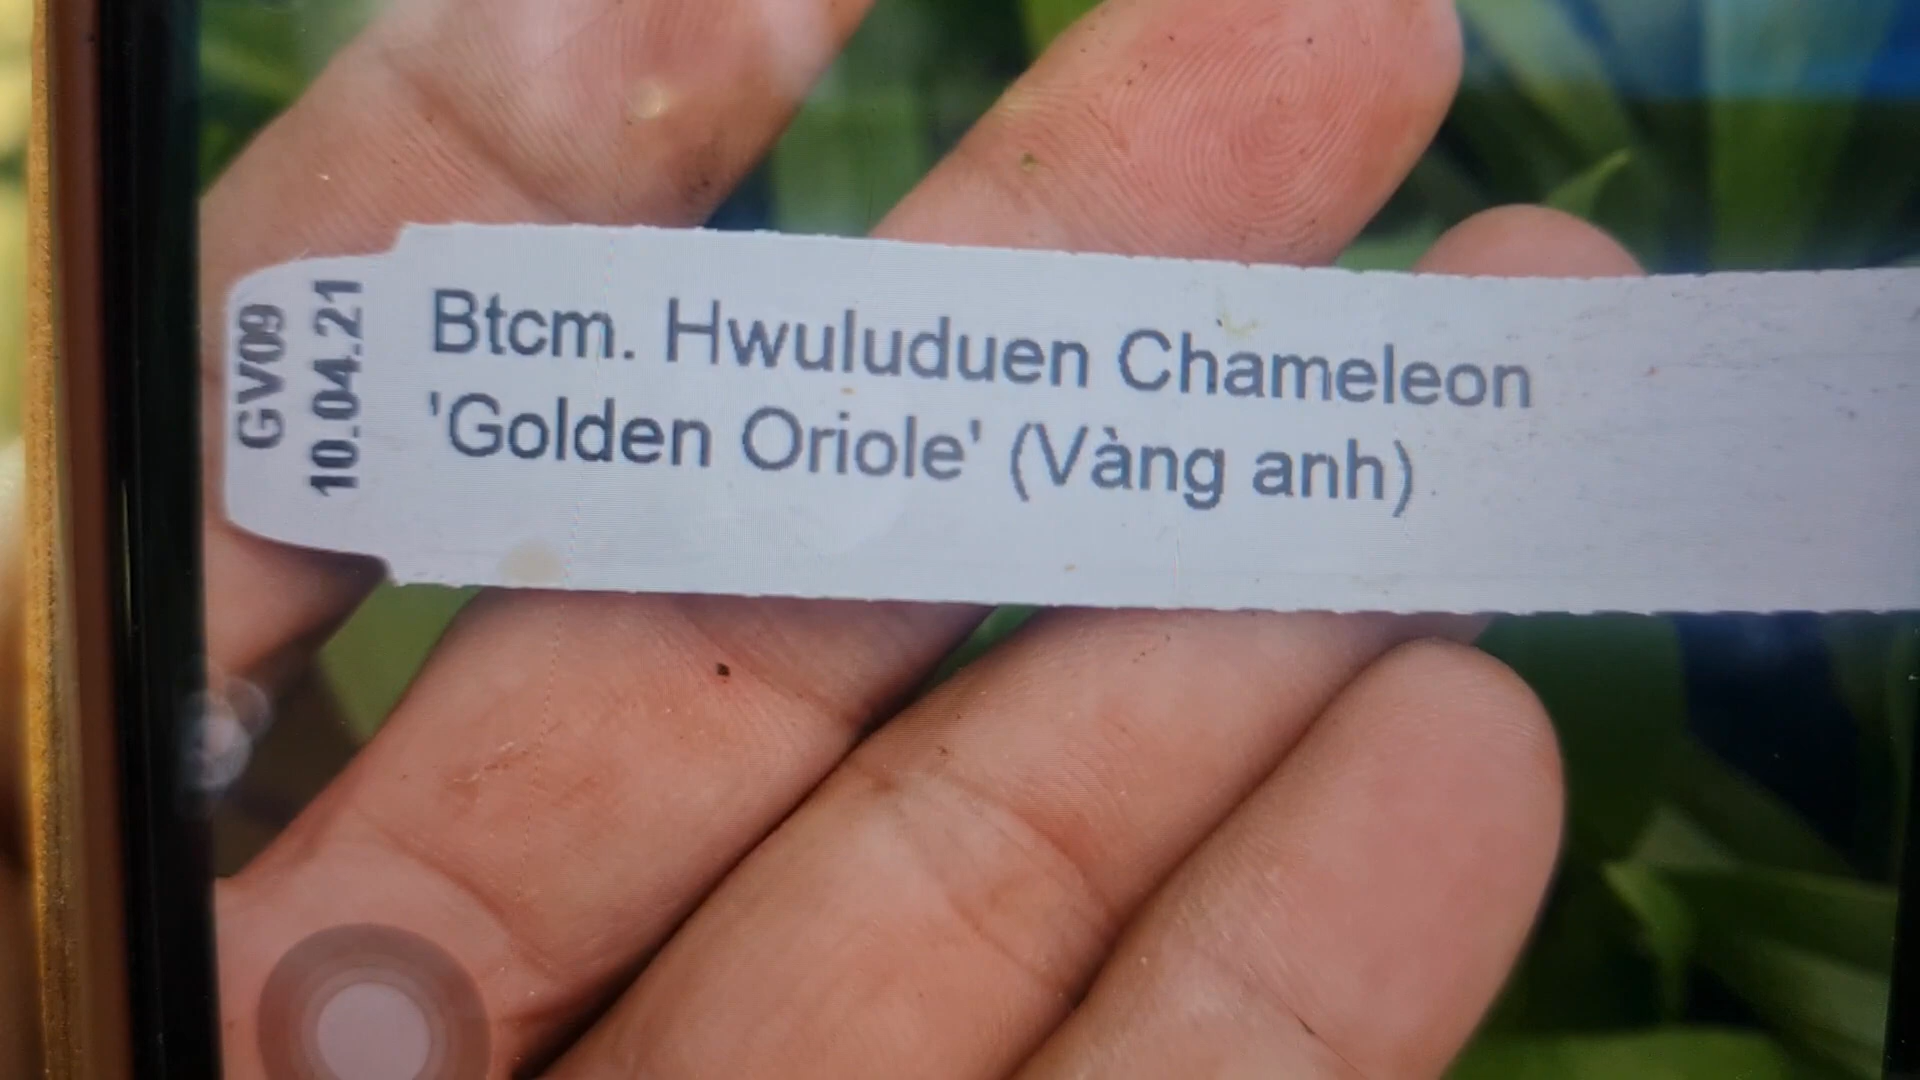 GV09
10.04.21
Btcm. Hwuluduen Chameleon
'Golden Oriole' (Vàng anh)